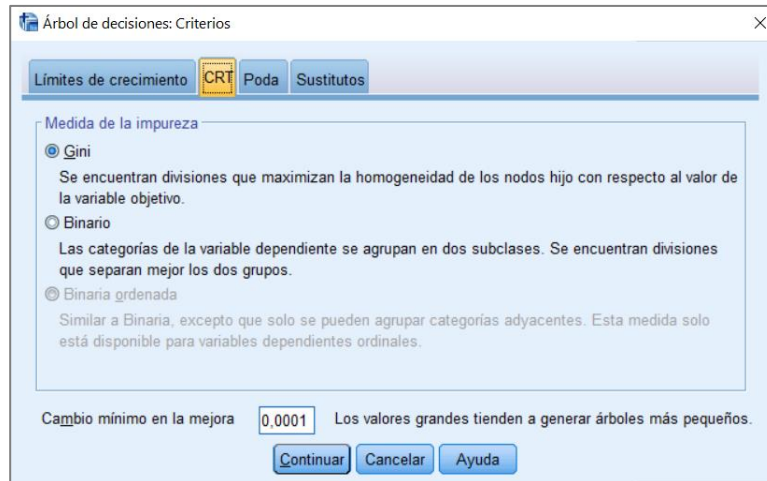 Árbol de decisiones: Criterios
Límites de crecimiento CRT Poda Sustitutos
Medida de la impureza
Gini
Se encuentran divisiones que maximizan la homogeneidad de los nodos hijo con respecto al valor de
la variable objetivo.
Binario
Las categorías de la variable dependiente se agrupan en dos subclases. Se encuentran divisiones
que separan mejor los dos grupos.
Binaria ordenada
Similar a Binaria, excepto que solo se pueden agrupar categorías adyacentes. Esta medida solo
está disponible para variables dependientes ordinales.
Cambio mínimo en la mejora 0,0001 Los valores grandes tienden a generar árboles más pequeños.
Continuar Cancelar Ayuda